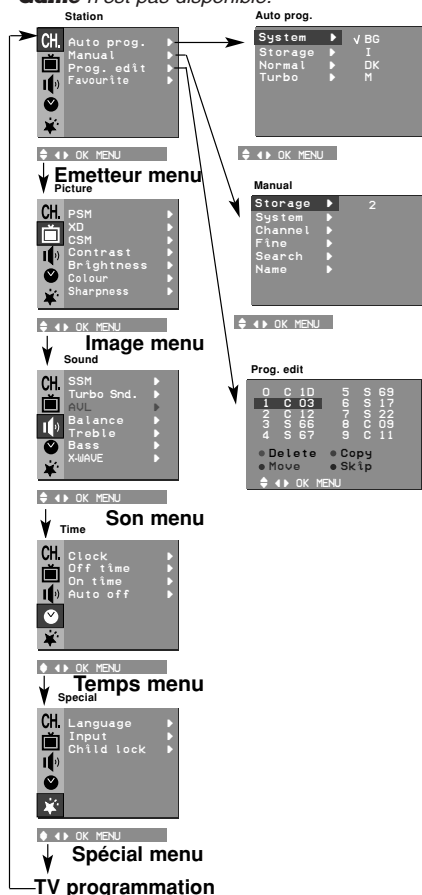 Game n'est pas disponible.
Station
CH.
Auto prog.
Manual
Prog. edit
Favourite
OK MENU
Auto prog.
System √ BG
Storage I
Normal DK
Turbo M
OK MENU
Emetteur menu
Picture
CH.
PSM
XD
CSM
Contrast
Brightness
Colour
Sharpness
OK MENU
Manual
Storage 2
System
Channel
Fine
Search
Name
OK MENU
Image menu
Sound
CH.
SSM
Turbo Snd.
AVL
Balance
Treble
Bass
X-WAVE
OK MENU
Prog. edit
0 C 10 5 S 69
1 C 03 6 S 17
2 C 12 7 S 22
3 S 66 8 C 09
4 S 67 9 C 11
Delete Copy
Move Skip
OK MENU
Son menu
Time
CH.
Clock
Off time
On time
Auto off
OK MENU
Temps menu
Special
CH.
Language
Input
Child lock
OK MENU
Spécial menu
TV programmation